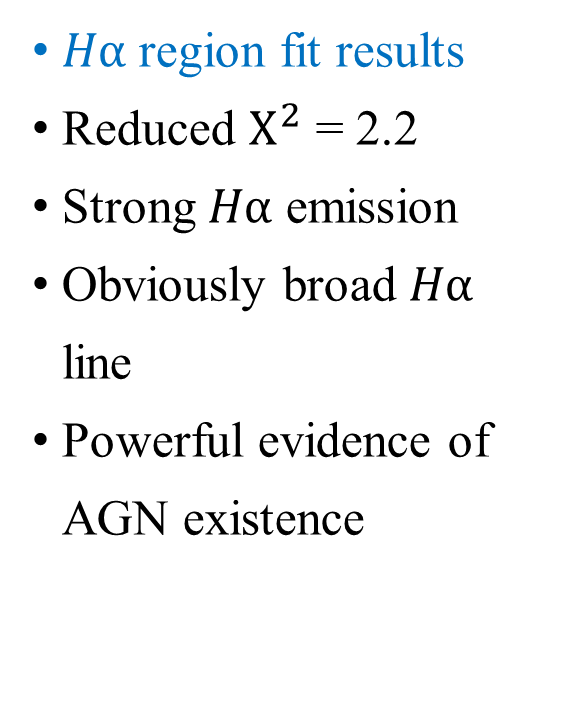 • Hα region fit results
• Reduced X² = 2.2
• Strong Hα emission
• Obviously broad Hα
line
• Powerful evidence of
AGN existence